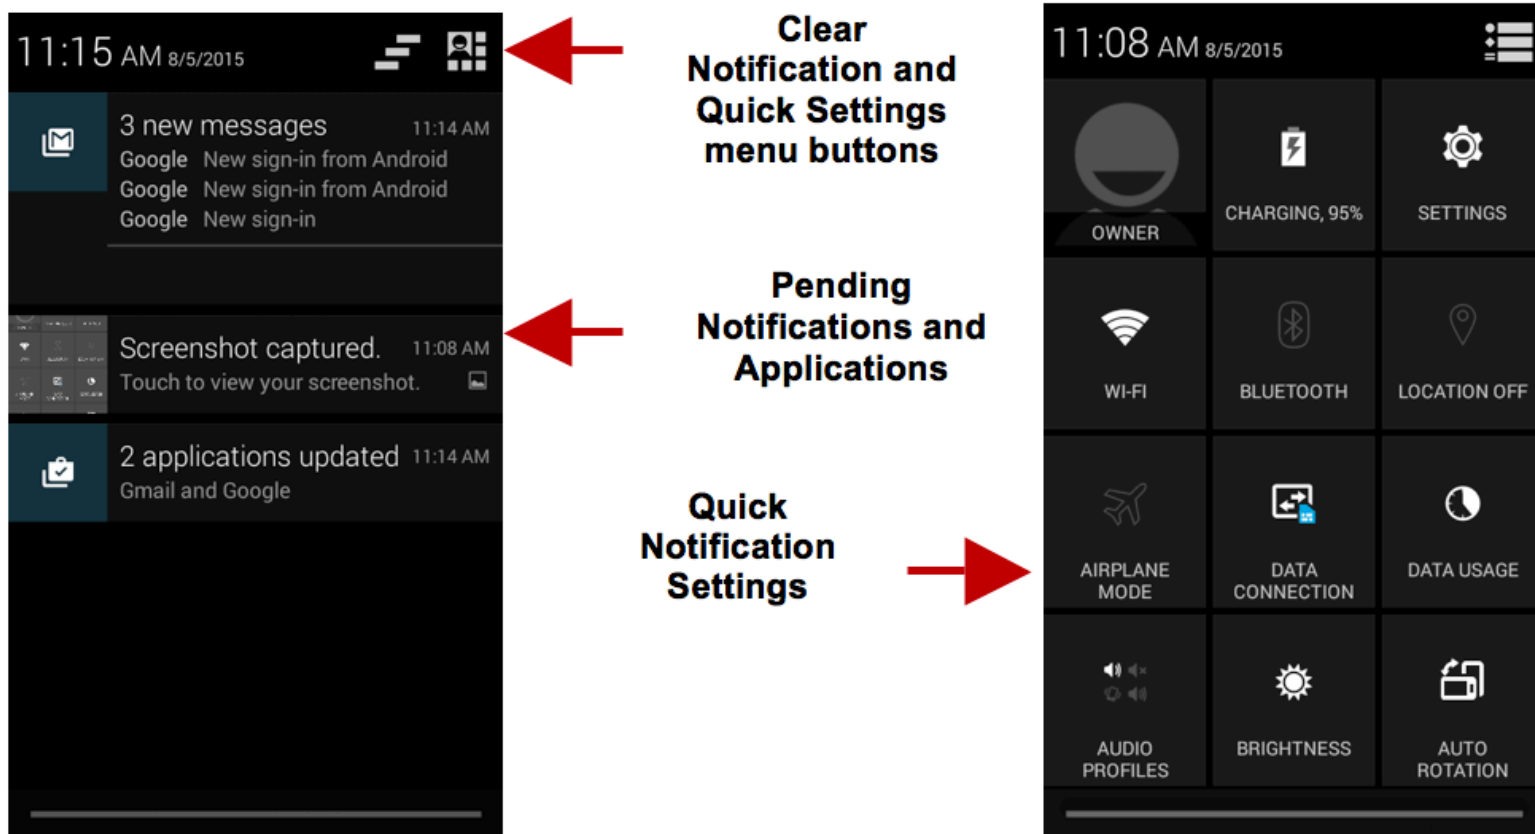 11:15 AM 8/5/2015
3 new messages 11:14 AM
Google New sign-in from Android
Google New sign-in from Android
Google New sign-in
Screenshot captured. 11:08 AM
Touch to view your screenshot.
2 applications updated 11:14 AM
Gmail and Google
Clear
Notification and
Quick Settings
menu buttons
Pending
Notifications and
Applications
Quick
Notification
Settings
11:08 AM 8/5/2015
OWNER
CHARGING, 95%
SETTINGS
WI-FI
BLUETOOTH
LOCATION OFF
AIRPLANE
MODE
DATA
CONNECTION
DATA USAGE
AUDIO
PROFILES
BRIGHTNESS
AUTO
ROTATION